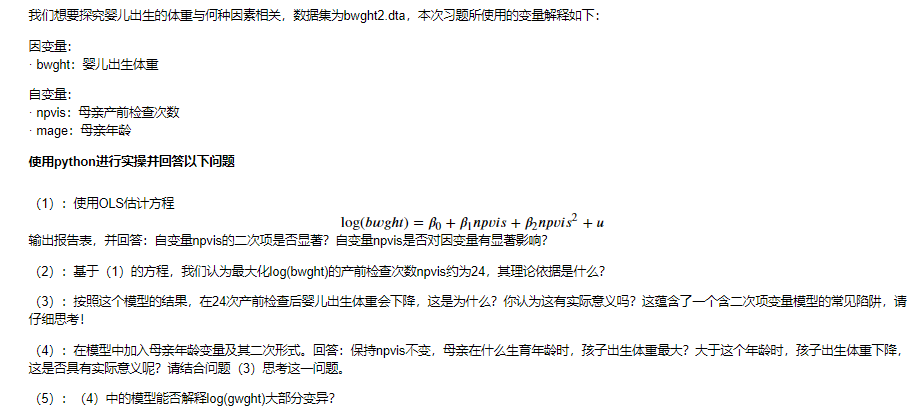 我们想要探究婴儿出生的体重与何种因素相关，数据集为bwght2.dta，本次习题所使用的变量解释如下：
因变量：
· bwght：婴儿出生体重
自变量：
· npvis：母亲产前检查次数
· mage：母亲年龄
使用python进行实操并回答以下问题
（1）：使用OLS估计方程
log(bwght) = β₀ + β₁npvis + β₂npvis² + u
输出报告表，并回答：自变量npvis的二次项是否显著？自变量npvis是否对因变量有显著影响？
（2）：基于（1）的方程，我们认为最大化log(bwght)的产前检查次数npvis约为24，其理论依据是什么？
（3）：按照这个模型的结果，在24次产前检查后婴儿出生体重会下降，这是为什么？你认为这有实际意义吗？这蕴含了一个含二次项变量模型的常见陷阱，请
仔细思考！
（4）：在模型中加入母亲年龄变量及其二次形式。回答：保持npvis不变，母亲在什么生育年龄时，孩子出生体重最大？大于这个年龄时，孩子出生体重下降，
这是否具有实际意义呢？请结合问题（3）思考这一问题。
（5）：（4）中的模型能否解释log(gwght)大部分变异？